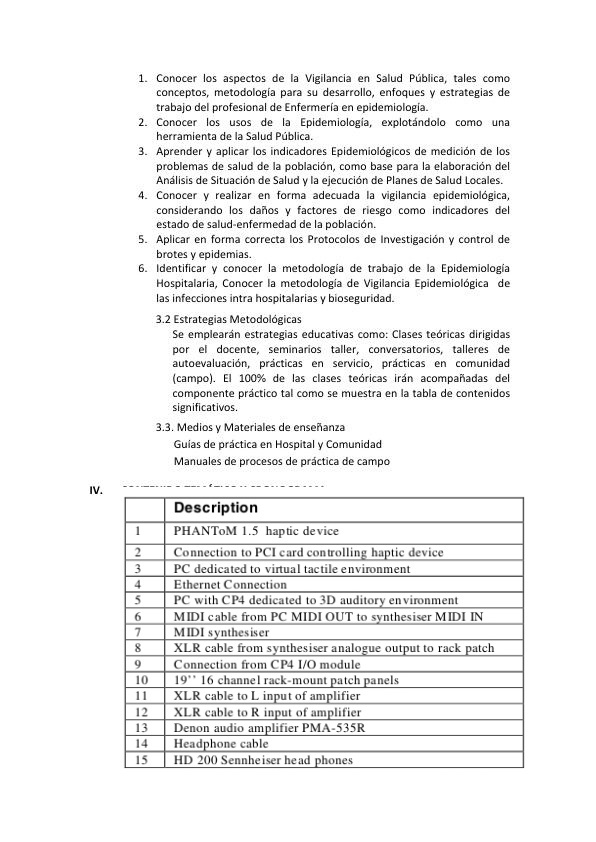 1. Conocer los aspectos de la Vigilancia en Salud Pública, tales como
conceptos, metodología para su desarrollo, enfoques y estrategias de
trabajo del profesional de Enfermería en epidemiología.
2. Conocer los usos de la Epidemiología, explotándolo como una
herramienta de la Salud Pública.
3. Aprender y aplicar los indicadores Epidemiológicos de medición de los
problemas de salud de la población, como base para la elaboración del
Análisis de Situación de Salud y la ejecución de Planes de Salud Locales.
4. Conocer y realizar en forma adecuada la vigilancia epidemiológica,
considerando los daños y factores de riesgo como indicadores del
estado de salud-enfermedad de la población.
5. Aplicar en forma correcta los Protocolos de Investigación y control de
brotes y epidemias.
6. Identificar y conocer la metodología de trabajo de la Epidemiología
Hospitalaria, Conocer la metodología de Vigilancia Epidemiológica de
las infecciones intra hospitalarias y bioseguridad.
3.2 Estrategias Metodológicas
Se emplearán estrategias educativas como: Clases teóricas dirigidas
por el docente, seminarios taller, conversatorios, talleres de
autoevaluación, prácticas en servicio, prácticas en comunidad
(campo). El 100% de las clases teóricas irán acompañadas del
componente práctico tal como se muestra en la tabla de contenidos
significativos.
3.3. Medios y Materiales de enseñanza
Guías de práctica en Hospital y Comunidad
Manuales de procesos de práctica de campo
IV.
Description
1 PHANToM 1.5 haptic device
2 Connection to PCI card controlling haptic device
3 PC dedicated to virtual tactile environment
4 Ethernet Connection
5 PC with CP4 dedicated to 3D auditory environment
6 MIDI cable from PC MIDI OUT to synthesiser MIDI IN
7 MIDI synthesiser
8 XLR cable from synthesiser analogue output to rack patch
9 Connection from CP4 I/O module
10 19'' 16 channel rack-mount patch panels
11 XLR cable to L input of amplifier
12 XLR cable to R input of amplifier
13 Denon audio amplifier PMA-535R
14 Headphone cable
15 HD 200 Sennheiser head phones